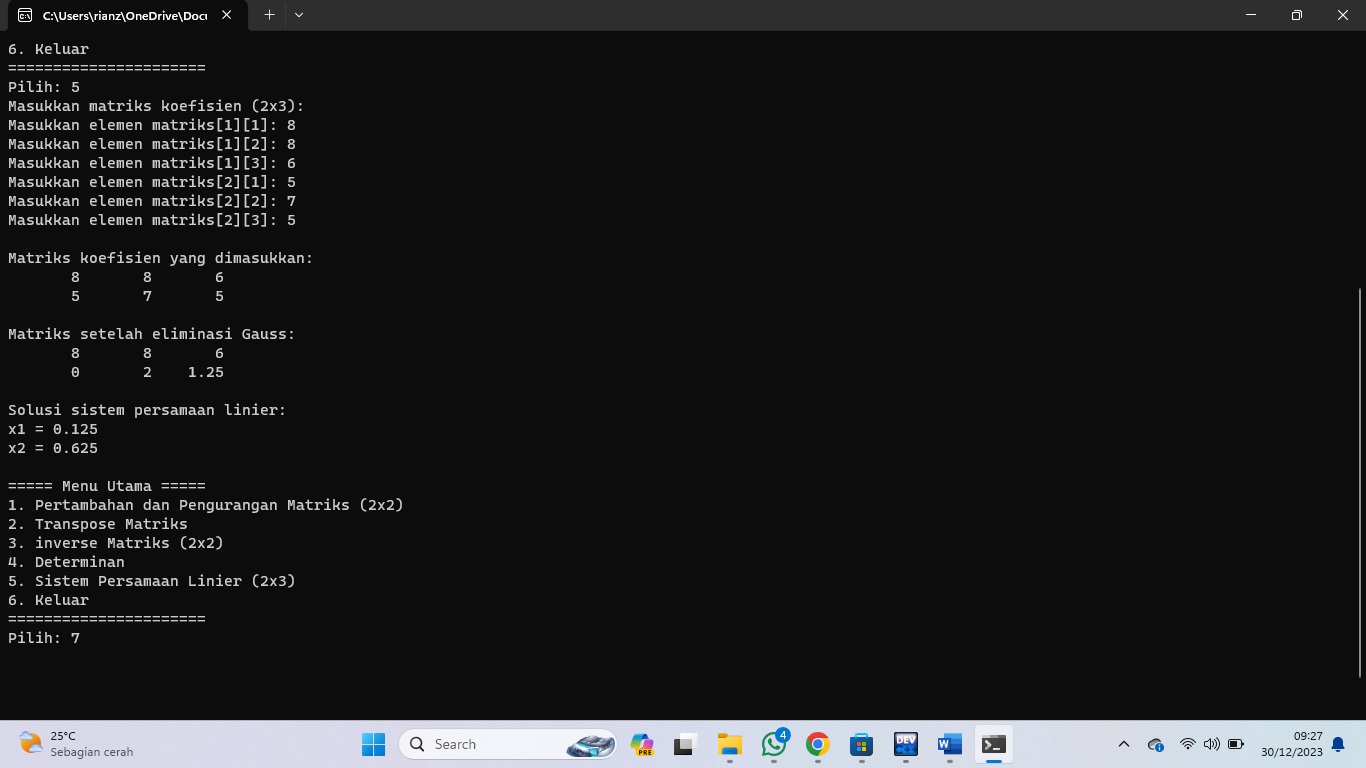 C:\Users\rianz\OneDrive\Docu
6. Keluar
======================
Pilih: 5
Masukkan matriks koefisien (2x3):
Masukkan elemen matriks[1][1]: 8
Masukkan elemen matriks[1][2]: 8
Masukkan elemen matriks[1][3]: 6
Masukkan elemen matriks[2][1]: 5
Masukkan elemen matriks[2][2]: 7
Masukkan elemen matriks[2][3]: 5
Matriks koefisien yang dimasukkan:
8 8 6
5 7 5
Matriks setelah eliminasi Gauss:
8 8 6
0 2 1.25
Solusi sistem persamaan linier:
x1 = 0.125
x2 = 0.625
===== Menu Utama =====
1. Pertambahan dan Pengurangan Matriks (2x2)
2. Transpose Matriks
3. inverse Matriks (2x2)
4. Determinan
5. Sistem Persamaan Linier (2x3)
6. Keluar
======================
Pilih: 7
25°C
Sebagian cerah
Search
PRE
4
DEV
W
09:27
30/12/2023